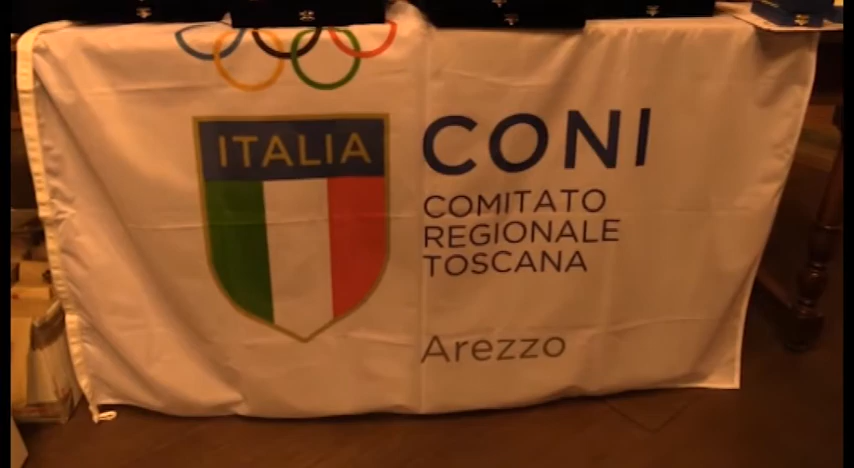 ITALIA
CONI
COMITATO
REGIONALE
TOSCANA
Arezzo